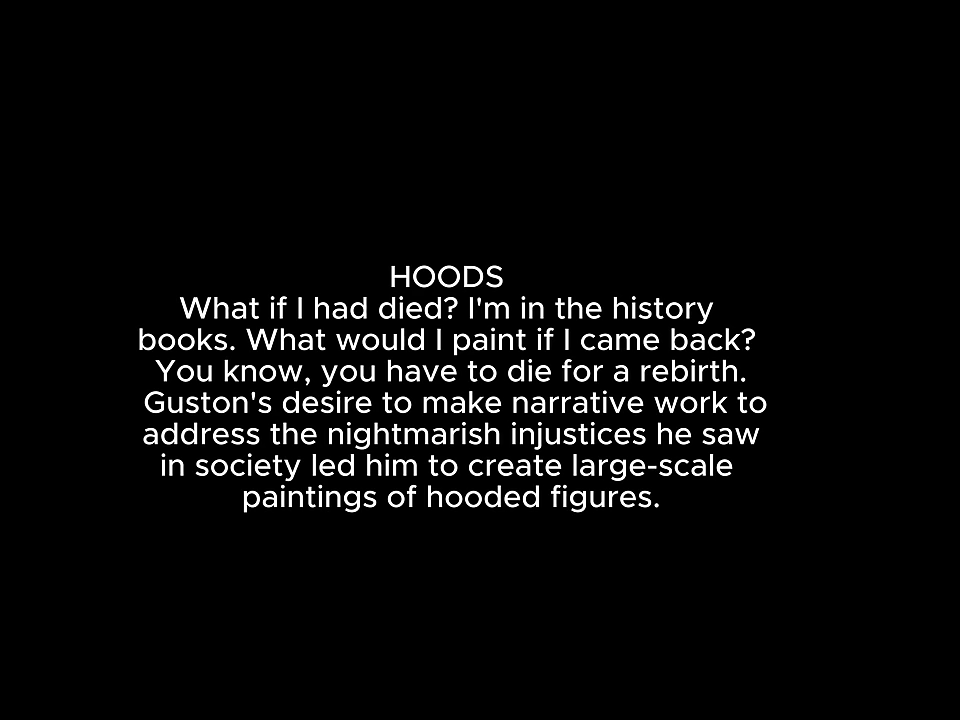 HOODS
What if I had died? I'm in the history
books. What would I paint if I came back?
You know, you have to die for a rebirth.
Guston's desire to make narrative work to
address the nightmarish injustices he saw
in society led him to create large-scale
paintings of hooded figures.